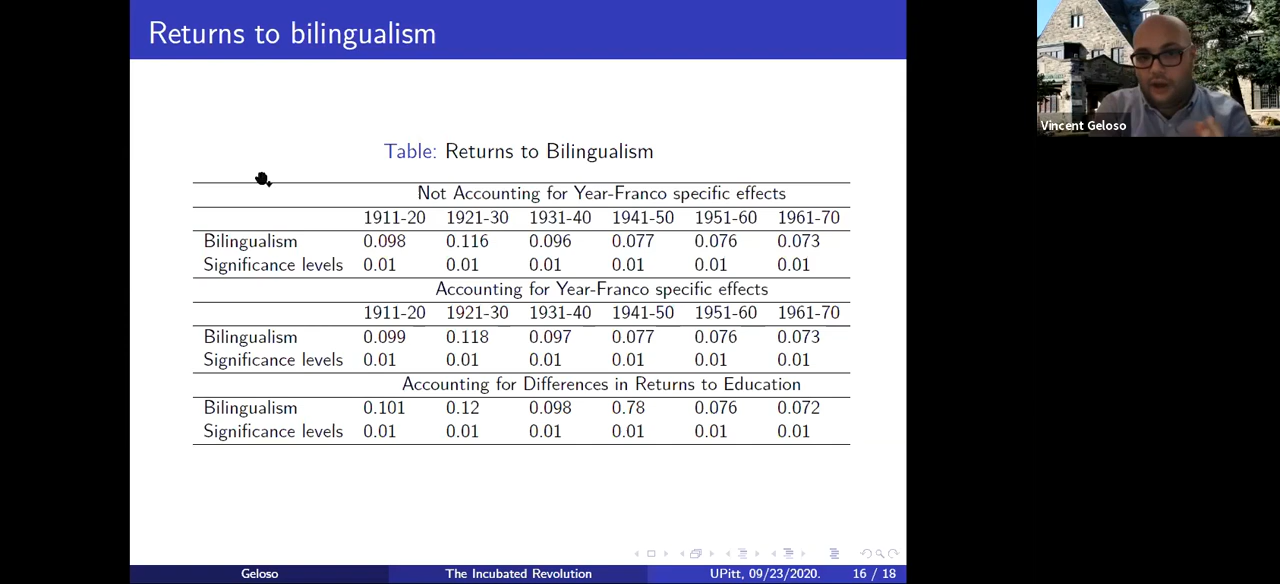 Returns to bilingualism
Vincent Geloso
Table: Returns to Bilingualism
Not Accounting for Year-Franco specific effects
1911-20 1921-30 1931-40 1941-50 1951-60 1961-70
Bilingualism 0.098 0.116 0.096 0.077 0.076 0.073
Significance levels 0.01 0.01 0.01 0.01 0.01 0.01
Accounting for Year-Franco specific effects
1911-20 1921-30 1931-40 1941-50 1951-60 1961-70
Bilingualism 0.099 0.118 0.097 0.077 0.076 0.073
Significance levels 0.01 0.01 0.01 0.01 0.01 0.01
Accounting for Differences in Returns to Education
Bilingualism 0.101 0.12 0.098 0.78 0.076 0.072
Significance levels 0.01 0.01 0.01 0.01 0.01 0.01
Geloso The Incubated Revolution UPitt, 09/23/2020. 16 / 18